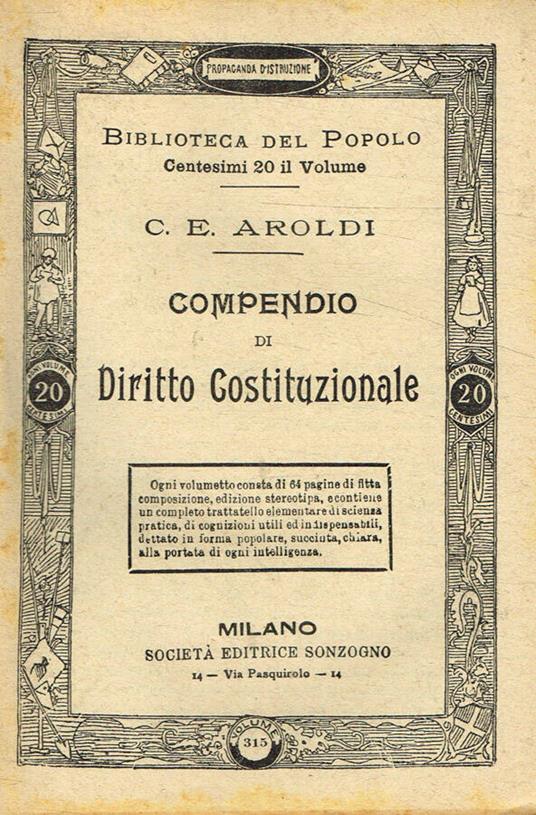 PROPAGANDA D'ISTRUZIONE
BIBLIOTECA DEL POPOLO
Centesimi 20 il Volume
C. E. AROLDI
COMPENDIO
DI
Diritto Costituzionale
OGNI VOLUME
20
CENTESIMI
OGNI VOLUME
20
CENTESIMI
Ogni volumetto consta di 64 pagine di fitta
composizione, edizione stereotipa, e contiene
un completo trattatello elementare di scienza
pratica, di cognizioni utili ed indispensabili,
dettato in forma popolare, succinta, chiara,
alla portata di ogni intelligenza.
MILANO
SOCIETÀ EDITRICE SONZOGNO
14 — Via Pasquirolo — 14
VOLUME
315